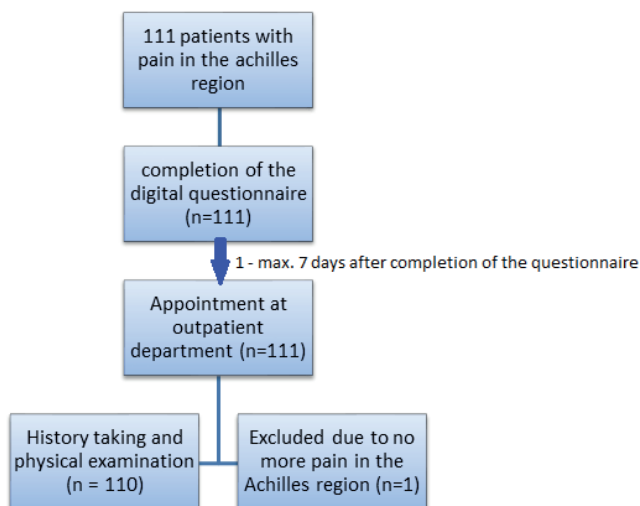 111 patients with
pain in the achilles
region
completion of the
digital questionnaire
(n=111)
1 - max. 7 days after completion of the questionnaire
Appointment at
outpatient
department (n=111)
History taking and
physical examination
(n = 110)
Excluded due to no
more pain in the
Achilles region (n=1)